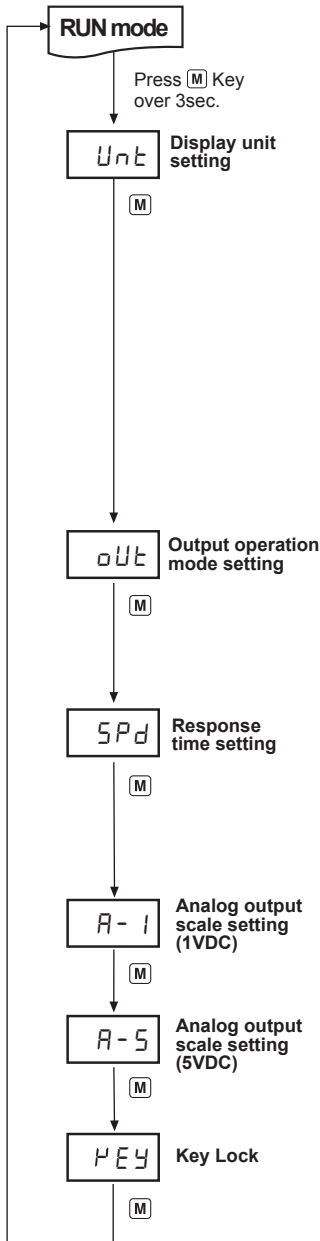 RUN mode
Press M Key
over 3sec.
Unt
Display unit
setting
M
oUt
Output operation
mode setting
M
SPd
Response
time setting
M
A-1
Analog output
scale setting
(1VDC)
M
A-5
Analog output
scale setting
(5VDC)
M
KEY
Key Lock
M